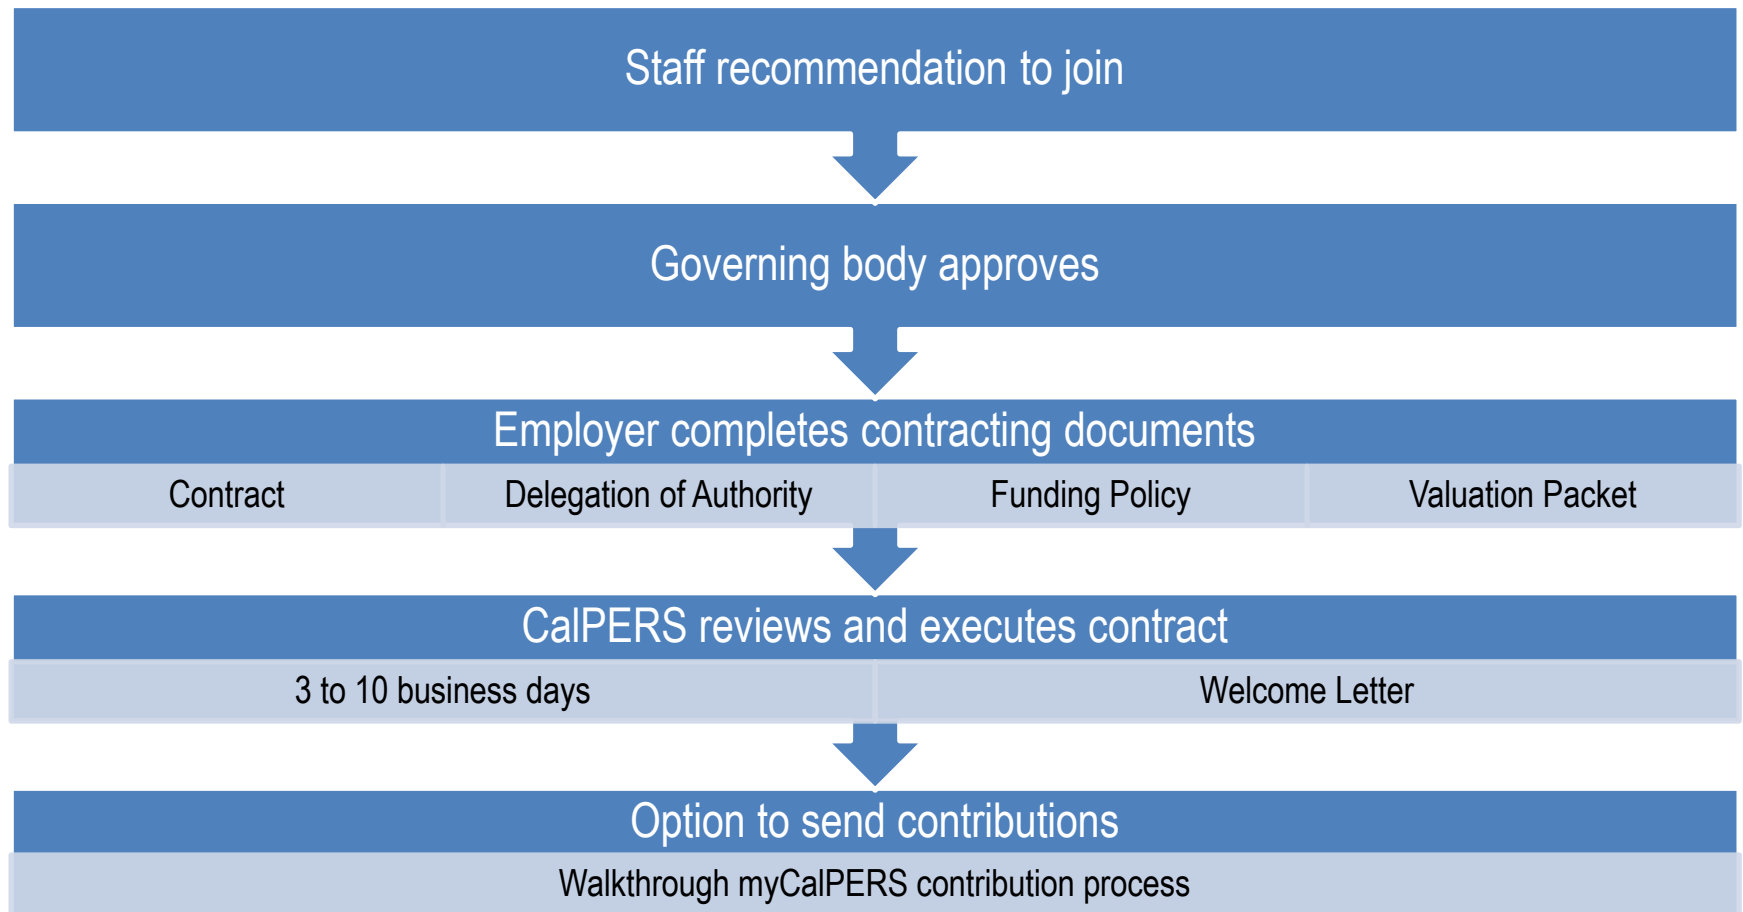 Staff recommendation to join
Governing body approves
Employer completes contracting documents
Contract
Delegation of Authority
Funding Policy
Valuation Packet
CalPERS reviews and executes contract
3 to 10 business days
Welcome Letter
Option to send contributions
Walkthrough myCalPERS contribution process